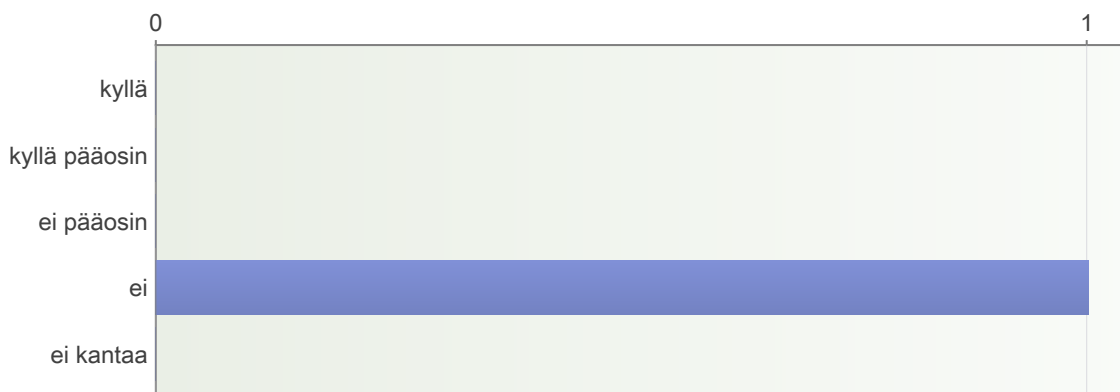 0 1
kyllä
kyllä pääosin
ei pääosin
ei
ei kantaa